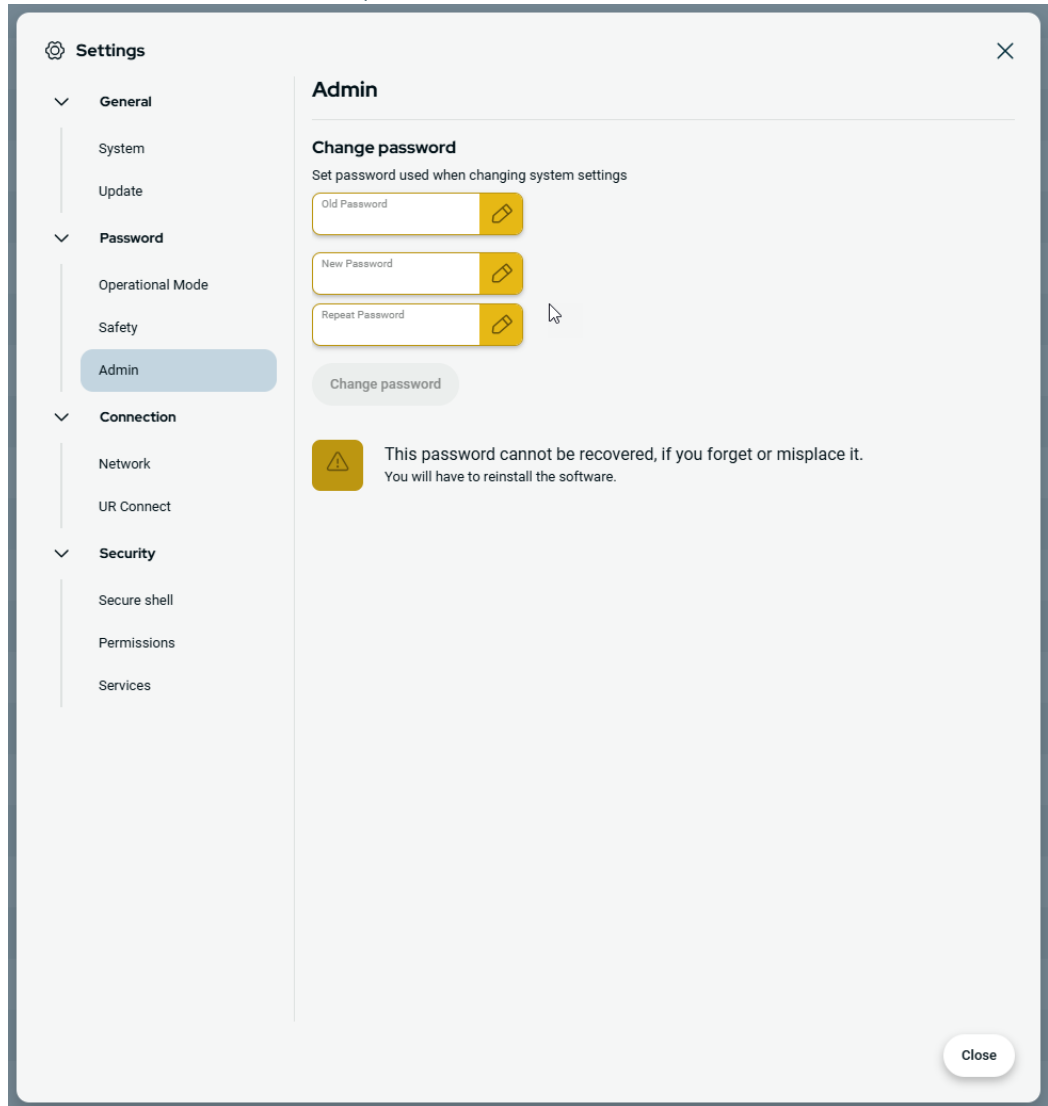 Settings
General
System
Update
Password
Operational Mode
Safety
Admin
Connection
Network
UR Connect
Security
Secure shell
Permissions
Services
Admin
Change password
Set password used when changing system settings
Old Password
New Password
Repeat Password
Change password
This password cannot be recovered, if you forget or misplace it.
You will have to reinstall the software.
Close